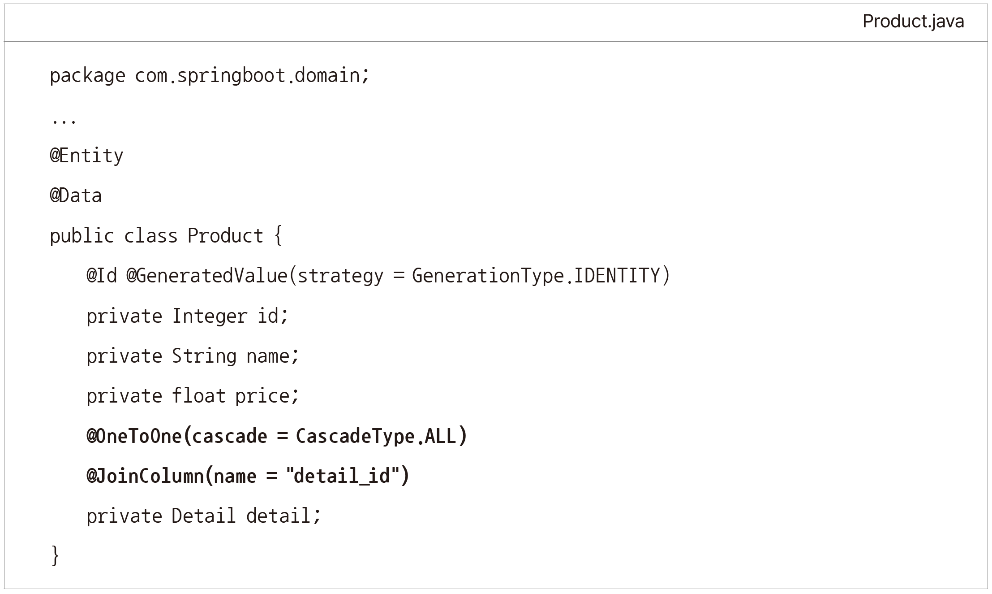 Product.java
package com.springboot.domain;
...
@Entity
@Data
public class Product {
@Id @GeneratedValue(strategy = GenerationType.IDENTITY)
private Integer id;
private String name;
private float price;
@OneToOne(cascade = CascadeType.ALL)
@JoinColumn(name = "detail_id")
private Detail detail;
}